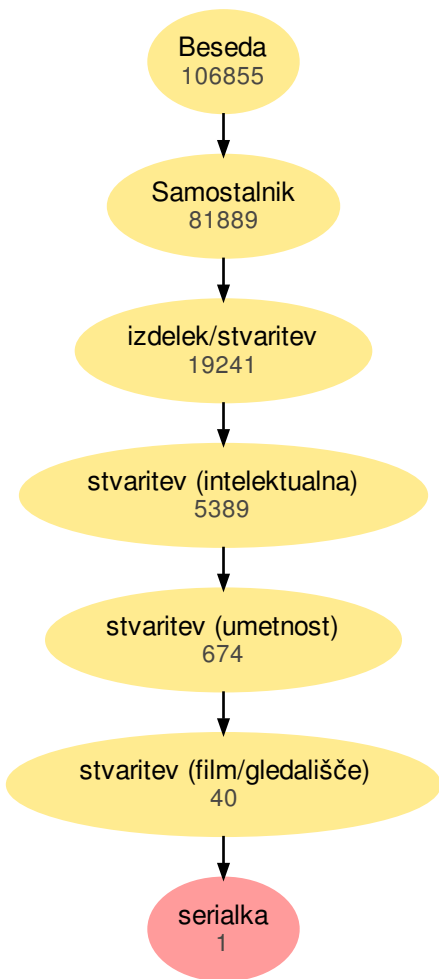 Beseda
106855
Samostalnik
81889
izdelek/stvaritev
19241
stvaritev (intelektualna)
5389
stvaritev (umetnost)
674
stvaritev (film/gledališče)
40
serialka
1